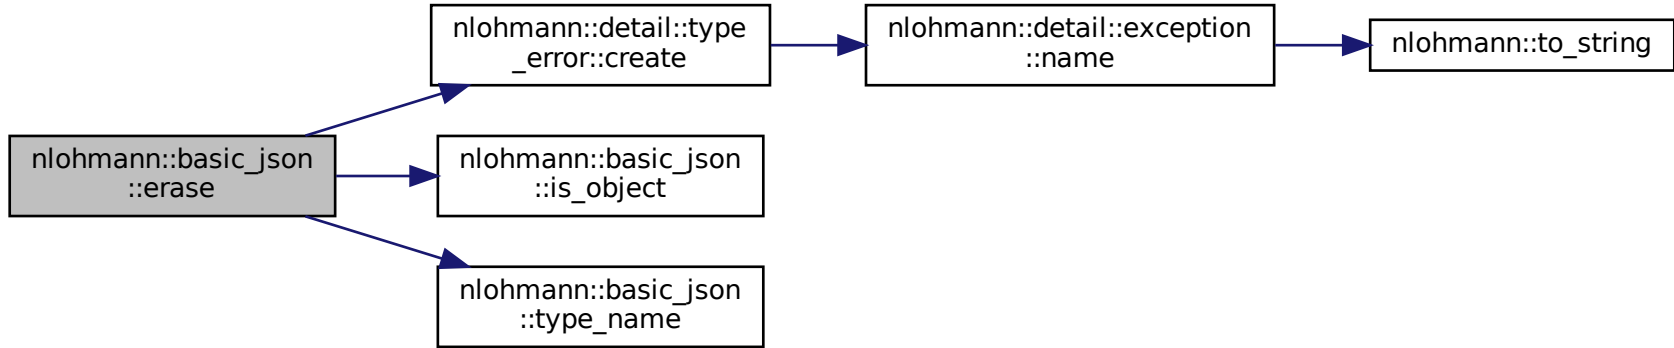 nlohmann::detail::type
_error::create
nlohmann::detail::exception
::name
nlohmann::to_string
nlohmann::basic_json
::erase
nlohmann::basic_json
::is_object
nlohmann::basic_json
::type_name